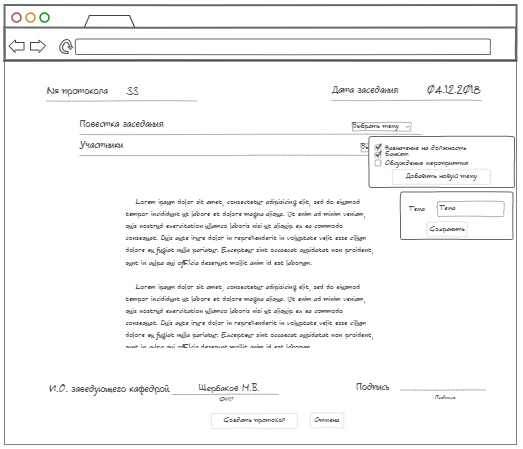 № протокола 33
Дата заседания 04.12.2018
Повестка заседания
Выбрать тему
Участники
Назначение на должность
Банкет
Обсуждение мероприятия
Добавить новую тему
Тема Тема
Сохранить
Lorem ipsum dolor sit amet, consectetur adipisicing elit, sed do eiusmod
tempor incididunt ut labore et dolore magna aliqua. Ut enim ad minim veniam,
quis nostrud exercitation ullamco laboris nisi ut aliquip ex ea commodo
consequat. Duis aute irure dolor in reprehenderit in voluptate velit esse cillum
dolore eu fugiat nulla pariatur. Excepteur sint occaecat cupidatat non proident,
sunt in culpa qui officia deserunt mollit anim id est laborum.
Lorem ipsum dolor sit amet, consectetur adipisicing elit, sed do eiusmod
tempor incididunt ut labore et dolore magna aliqua. Ut enim ad minim veniam,
quis nostrud exercitation ullamco laboris nisi ut aliquip ex ea commodo
consequat. Duis aute irure dolor in reprehenderit in voluptate velit esse cillum
dolore eu fugiat nulla pariatur. Excepteur sint occaecat cupidatat non proident,
sunt in culpa qui officia deserunt mollit anim id est laborum.
И.О. заведующего кафедрой Щербаков М.В.
Подпись
ФИО
Подпись
Создать протокол
Отмена